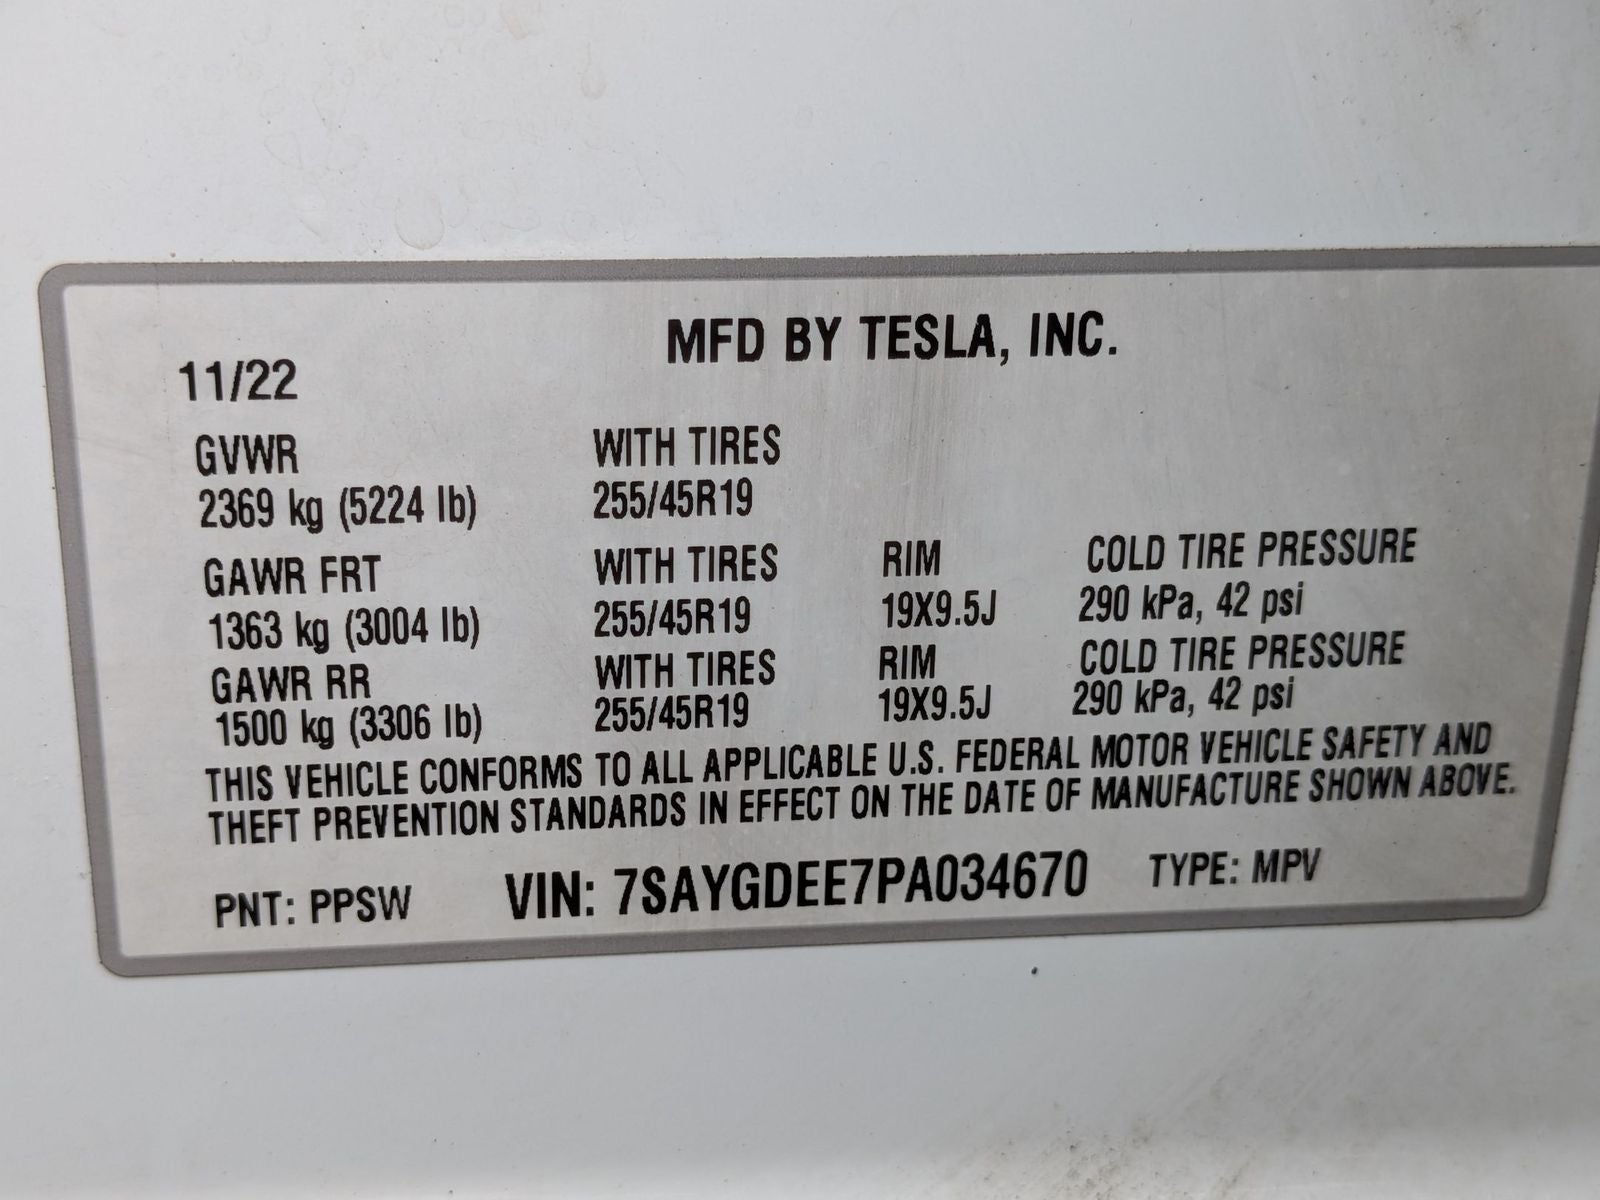 MFD BY TESLA, INC.
11/22
GVWR WITH TIRES
2369 kg (5224 lb) 255/45R19
GAWR FRT WITH TIRES RIM COLD TIRE PRESSURE
1363 kg (3004 lb) 255/45R19 19X9.5J 290 kPa, 42 psi
GAWR RR WITH TIRES RIM COLD TIRE PRESSURE
1500 kg (3306 lb) 255/45R19 19X9.5J 290 kPa, 42 psi
THIS VEHICLE CONFORMS TO ALL APPLICABLE U.S. FEDERAL MOTOR VEHICLE SAFETY AND
THEFT PREVENTION STANDARDS IN EFFECT ON THE DATE OF MANUFACTURE SHOWN ABOVE.
PNT: PPSW VIN: 7SAYGDEE7PA034670 TYPE: MPV